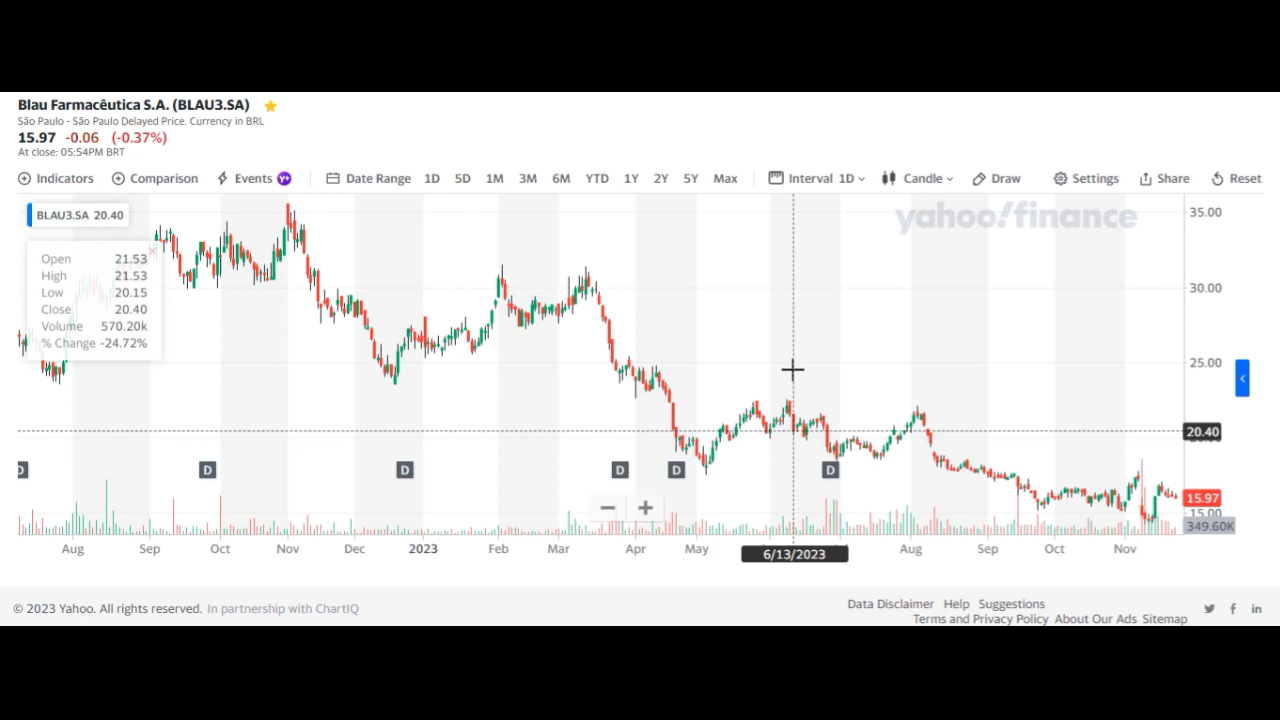 Blau Farmacêutica S.A. (BLAU3.SA)
São Paulo - São Paulo Delayed Price. Currency in BRL
15.97 -0.06 (-0.37%)
At close: 05:54PM BRT
Indicators Comparison Events Y+ Date Range 1D 5D 1M 3M 6M YTD 1Y 2Y 5Y Max Interval 1D Candle Draw Settings Share Reset
BLAU3.SA 20.40
yahoo!finance
35.00
Open 21.53
High 21.53
Low 20.15
Close 20.40
Volume 570.20k
% Change -24.72%
30.00
25.00
20.40
D D D D D D
15.97
15.00
349.60K
Aug Sep Oct Nov Dec 2023 Feb Mar Apr May 6/13/2023 Aug Sep Oct Nov
© 2023 Yahoo. All rights reserved. In partnership with ChartIQ
Data Disclaimer Help Suggestions
Terms and Privacy Policy About Our Ads Sitemap